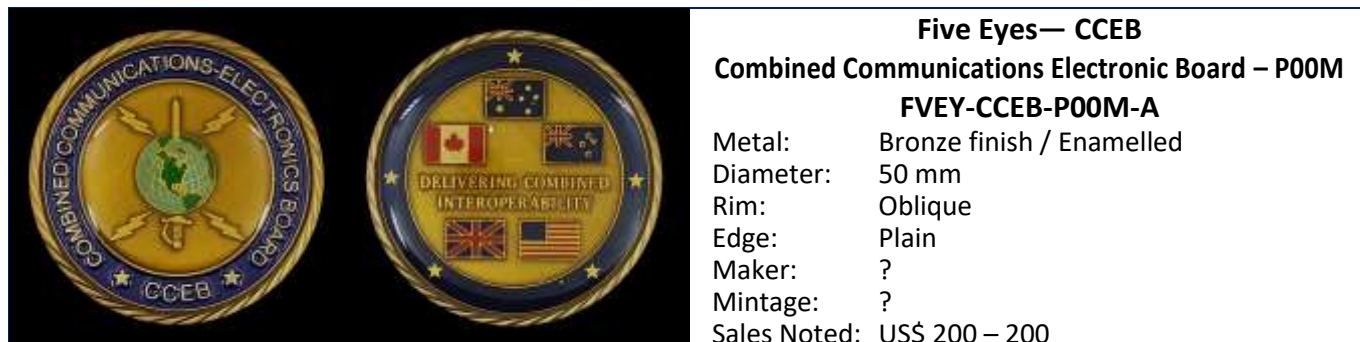 COMBINED COMMUNICATIONS-ELECTRONICS BOARD
CCEB
DELIVERING COMBINED
INTEROPERABILITY
Five Eyes— CCEB
Combined Communications Electronic Board – P00M
FVEY-CCEB-P00M-A
Metal: Bronze finish / Enamelled
Diameter: 50 mm
Rim: Oblique
Edge: Plain
Maker: ?
Mintage: ?
Sales Noted: US$ 200 – 200